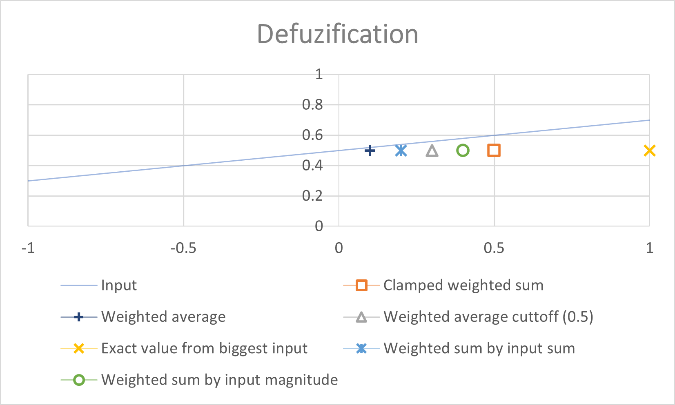 Defuzification
1
0.8
0.6
0.4
0.2
0
-1 -0.5 0 0.5 1
Input Clamped weighted sum
Weighted average Weighted average cuttoff (0.5)
Exact value from biggest input Weighted sum by input sum
Weighted sum by input magnitude